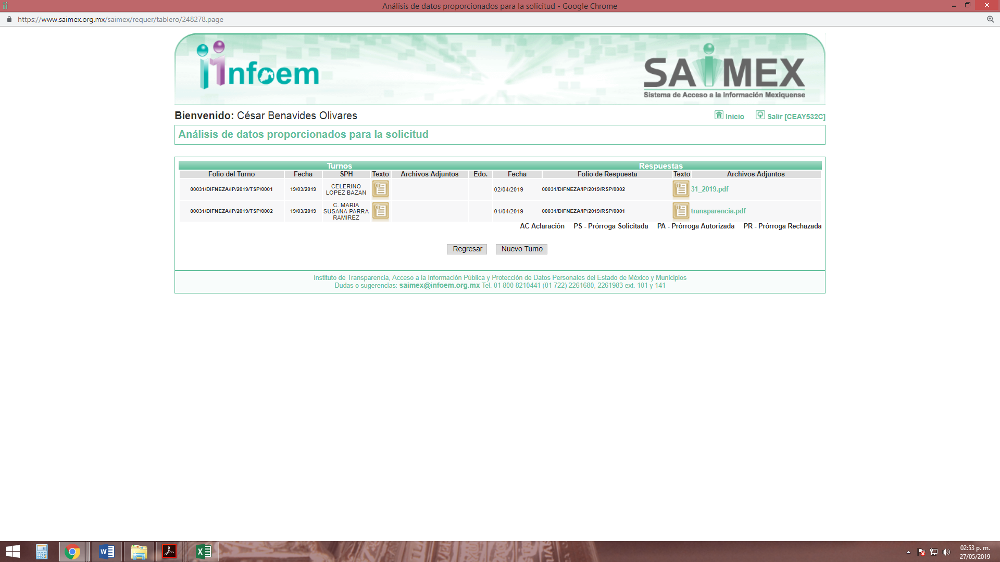 Análisis de datos proporcionados para la solicitud - Google Chrome
https://www.saimex.org.mx/saimex/requer/tablero/248278.page
infoem
SAIMEX
Sistema de Acceso a la Información Mexiquense
Bienvenido: César Benavides Olivares
Inicio Salir [CEAY532C]
Análisis de datos proporcionados para la solicitud
Turnos Respuestas
Folio del Turno Fecha SPH Texto Archivos Adjuntos Edo. Fecha Folio de Respuesta Texto Archivos Adjuntos
00031/DIFNEZA/IP/2019/TSP/0001 19/03/2019 CELERINO LOPEZ BAZAN 02/04/2019 00031/DIFNEZA/IP/2019/RSP/0002 31_2019.pdf
00031/DIFNEZA/IP/2019/TSP/0002 19/03/2019 C. MARIA SUSANA PARRA RAMIREZ 01/04/2019 00031/DIFNEZA/IP/2019/RSP/0001 transparencia.pdf
AC Aclaración PS - Prórroga Solicitada PA - Prórroga Autorizada PR - Prórroga Rechazada
Regresar Nuevo Turno
Instituto de Transparencia, Acceso a la Información Pública y Protección de Datos Personales del Estado de México y Municipios
Dudas o sugerencias: saimex@infoem.org.mx Tel. 01 800 8210441 (01 722) 2261680, 2261983 ext. 101 y 141
02:53 p. m.
27/05/2019